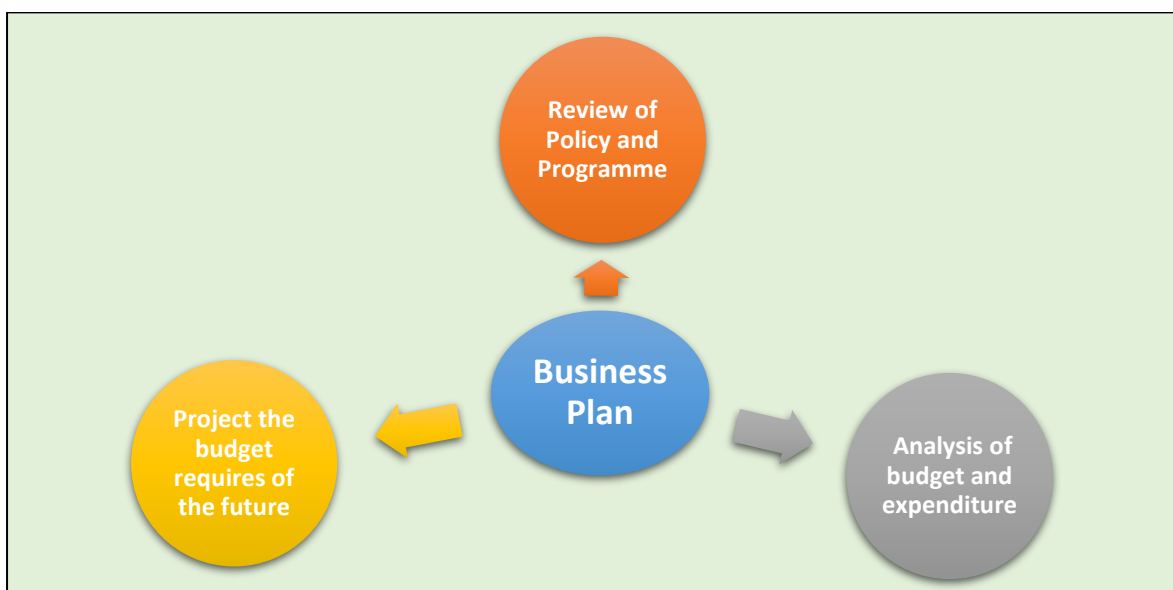 Review of
Policy and
Programme
Business
Plan
Project the
budget
requires of
the future
Analysis of
budget and
expenditure